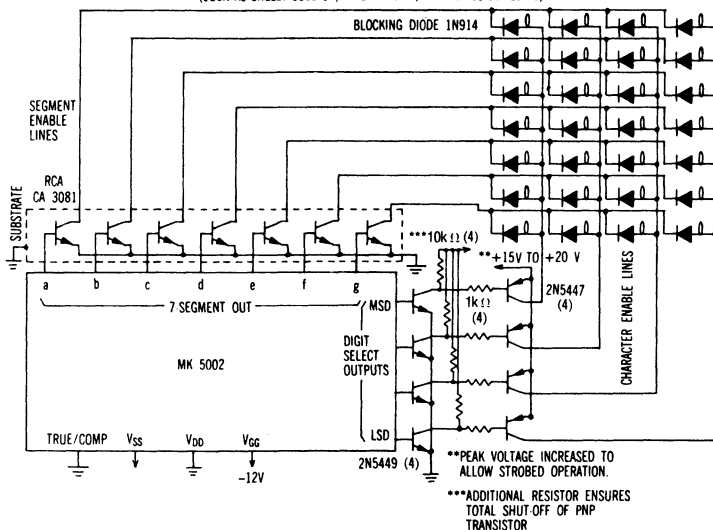 BLOCKING DIODE 1N914
SEGMENT
ENABLE
LINES
RCA
CA 3081
SUBSTRATE
***10kΩ (4)
**+15V TO +20 V
a b c d e f g
7-SEGMENT OUT
MSD
1kΩ
(4)
2N5447
(4)
CHARACTER ENABLE LINES
DIGIT
SELECT
OUTPUTS
MK 5002
TRUE/COMP VSS VDD VGG
LSD
-12V
2N5449 (4)
**PEAK VOLTAGE INCREASED TO
ALLOW STROBED OPERATION.
***ADDITIONAL RESISTOR ENSURES
TOTAL SHUT-OFF OF PNP
TRANSISTOR